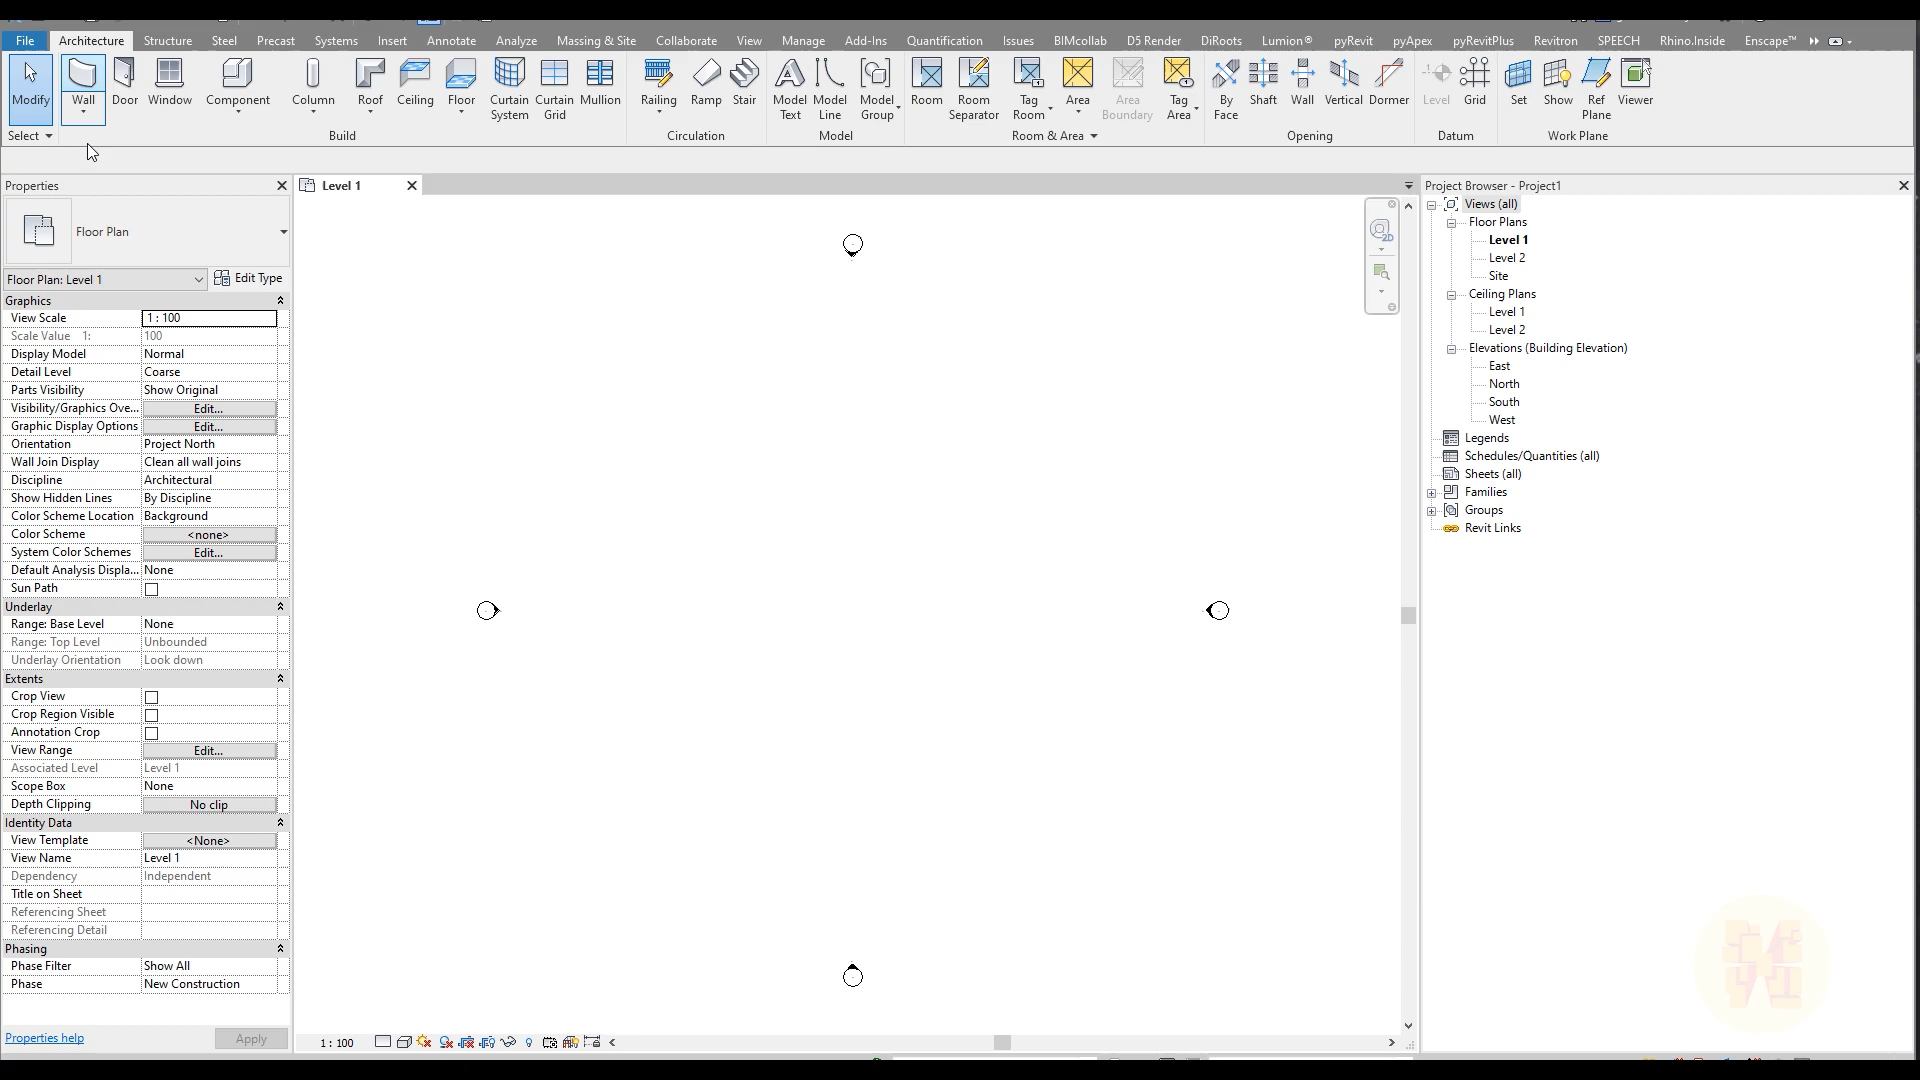 File Architecture Structure Steel Precast Systems Insert Annotate Analyze Massing & Site Collaborate View Manage Add-Ins Quantification Issues BIMcollab D5 Render DiRoots Lumion® pyRevit pyApex pyRevitPlus Revitron SPEECH Rhino.Inside Enscape™
Modify Wall Door Window Component Column Roof Ceiling Floor Curtain System Curtain Grid Mullion Railing Ramp Stair Model Text Model Line Model Group Room Room Separator Tag Room Area Area Boundary Tag Area By Face Shaft Wall Vertical Dormer Level Grid Set Show Ref Plane Viewer
Select Build Circulation Model Room & Area Opening Datum Work Plane
Properties
Floor Plan
Floor Plan: Level 1 Edit Type
Graphics
View Scale 1 : 100
Scale Value 1: 100
Display Model Normal
Detail Level Coarse
Parts Visibility Show Original
Visibility/Graphics Ove... Edit...
Graphic Display Options Edit...
Orientation Project North
Wall Join Display Clean all wall joins
Discipline Architectural
Show Hidden Lines By Discipline
Color Scheme Location Background
Color Scheme <none>
System Color Schemes Edit...
Default Analysis Displa... None
Sun Path
Underlay
Range: Base Level None
Range: Top Level Unbounded
Underlay Orientation Look down
Extents
Crop View
Crop Region Visible
Annotation Crop
View Range Edit...
Associated Level Level 1
Scope Box None
Depth Clipping No clip
Identity Data
View Template <None>
View Name Level 1
Dependency Independent
Title on Sheet
Referencing Sheet
Referencing Detail
Phasing
Phase Filter Show All
Phase New Construction
Properties help Apply
Level 1
2D
1 : 100
Project Browser - Project1
Views (all)
Floor Plans
Level 1
Level 2
Site
Ceiling Plans
Level 1
Level 2
Elevations (Building Elevation)
East
North
South
West
Legends
Schedules/Quantities (all)
Sheets (all)
Families
Groups
Revit Links